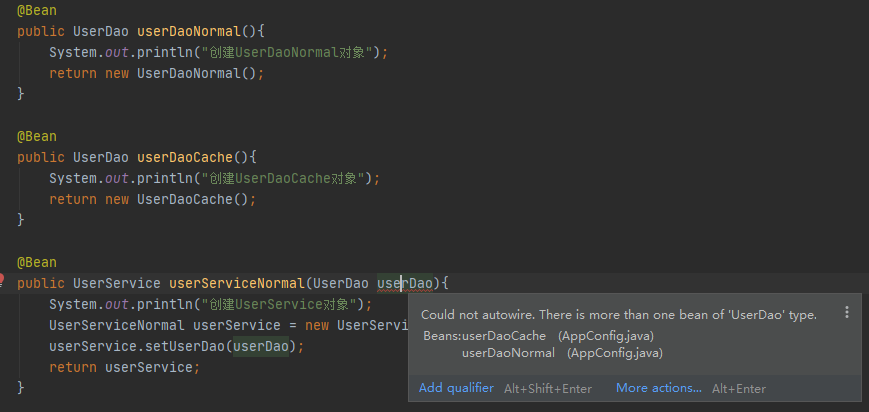 @Bean
public UserDao userDaoNormal(){
System.out.println("创建UserDaoNormal对象");
return new UserDaoNormal();
}
@Bean
public UserDao userDaoCache(){
System.out.println("创建UserDaoCache对象");
return new UserDaoCache();
}
@Bean
public UserService userServiceNormal(UserDao userDao){
System.out.println("创建UserService对象");
UserServiceNormal userService = new UserServi
userService.setUserDao(userDao);
return userService;
}
Could not autowire. There is more than one bean of 'UserDao' type.
Beans:userDaoCache (AppConfig.java)
userDaoNormal (AppConfig.java)
Add qualifier Alt+Shift+Enter More actions... Alt+Enter